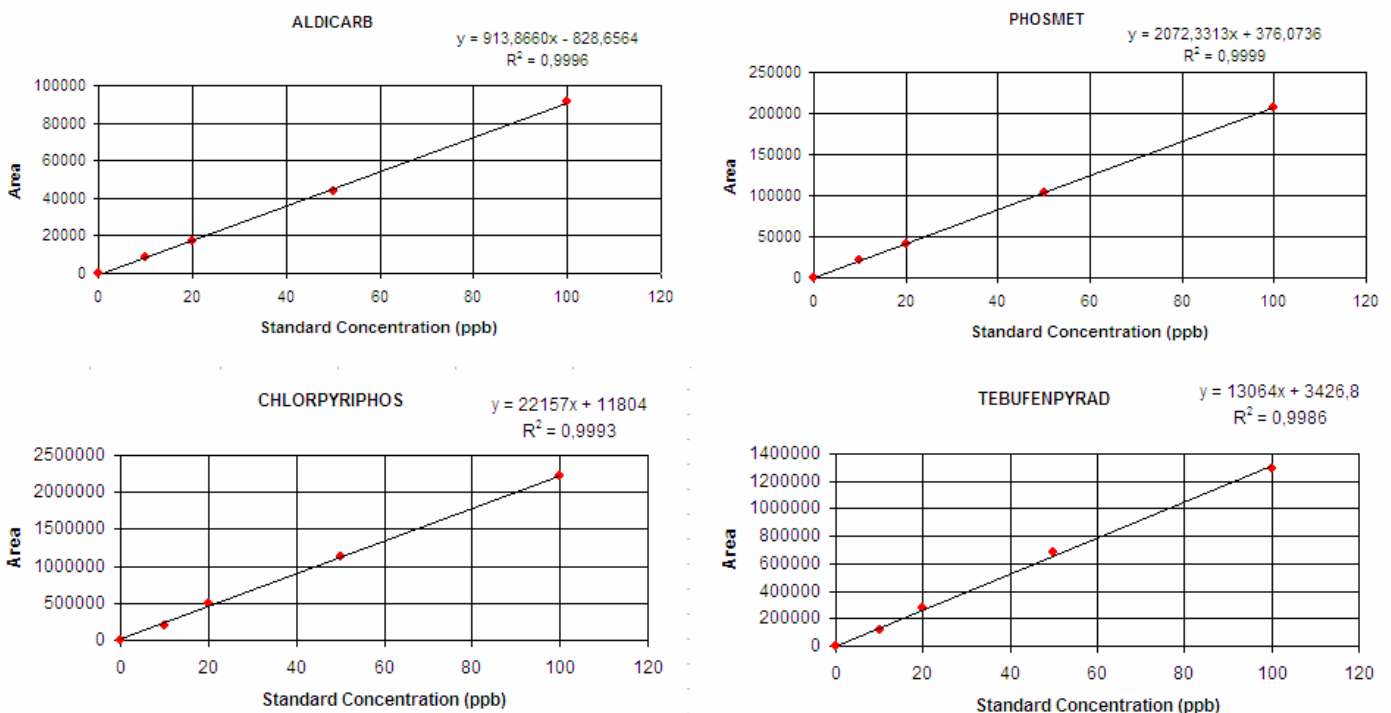 ALDICARB
y = 913,8660x - 828,6564
R² = 0,9996
100000
80000
60000
40000
20000
0
Area
0 20 40 60 80 100 120
Standard Concentration (ppb)
PHOSMET
y = 2072,3313x + 376,0736
R² = 0,9999
250000
200000
150000
100000
50000
0
Area
0 20 40 60 80 100 120
Standard Concentration (ppb)
CHLORPYRIPHOS
y = 22157x + 11804
R² = 0,9993
2500000
2000000
1500000
1000000
500000
0
Area
0 20 40 60 80 100 120
Standard Concentration (ppb)
TEBUFENPYRAD
y = 13064x + 3426,8
R² = 0,9986
1400000
1200000
1000000
800000
600000
400000
200000
0
Area
0 20 40 60 80 100 120
Standard Concentration (ppb)